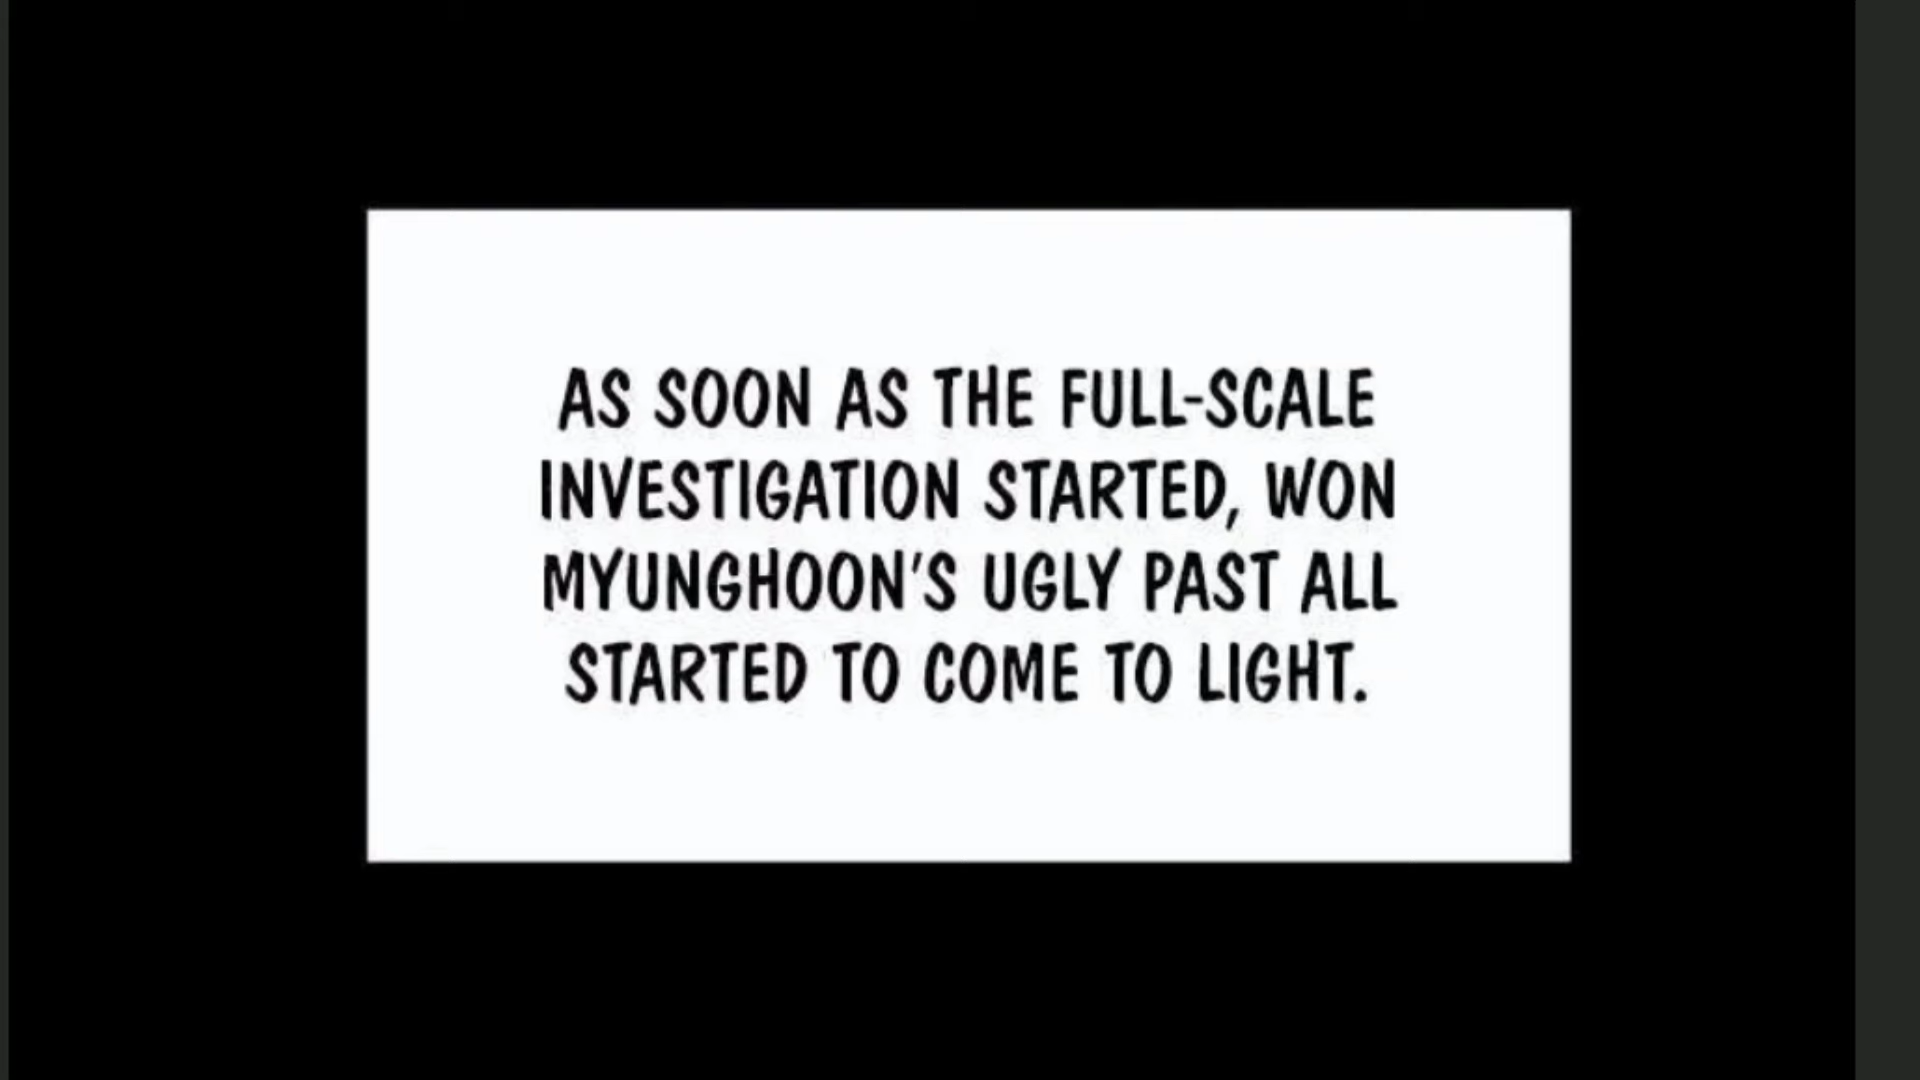 AS SOON AS THE FULL-SCALE
INVESTIGATION STARTED, WON
MYUNGHOON'S UGLY PAST ALL
STARTED TO COME TO LIGHT.